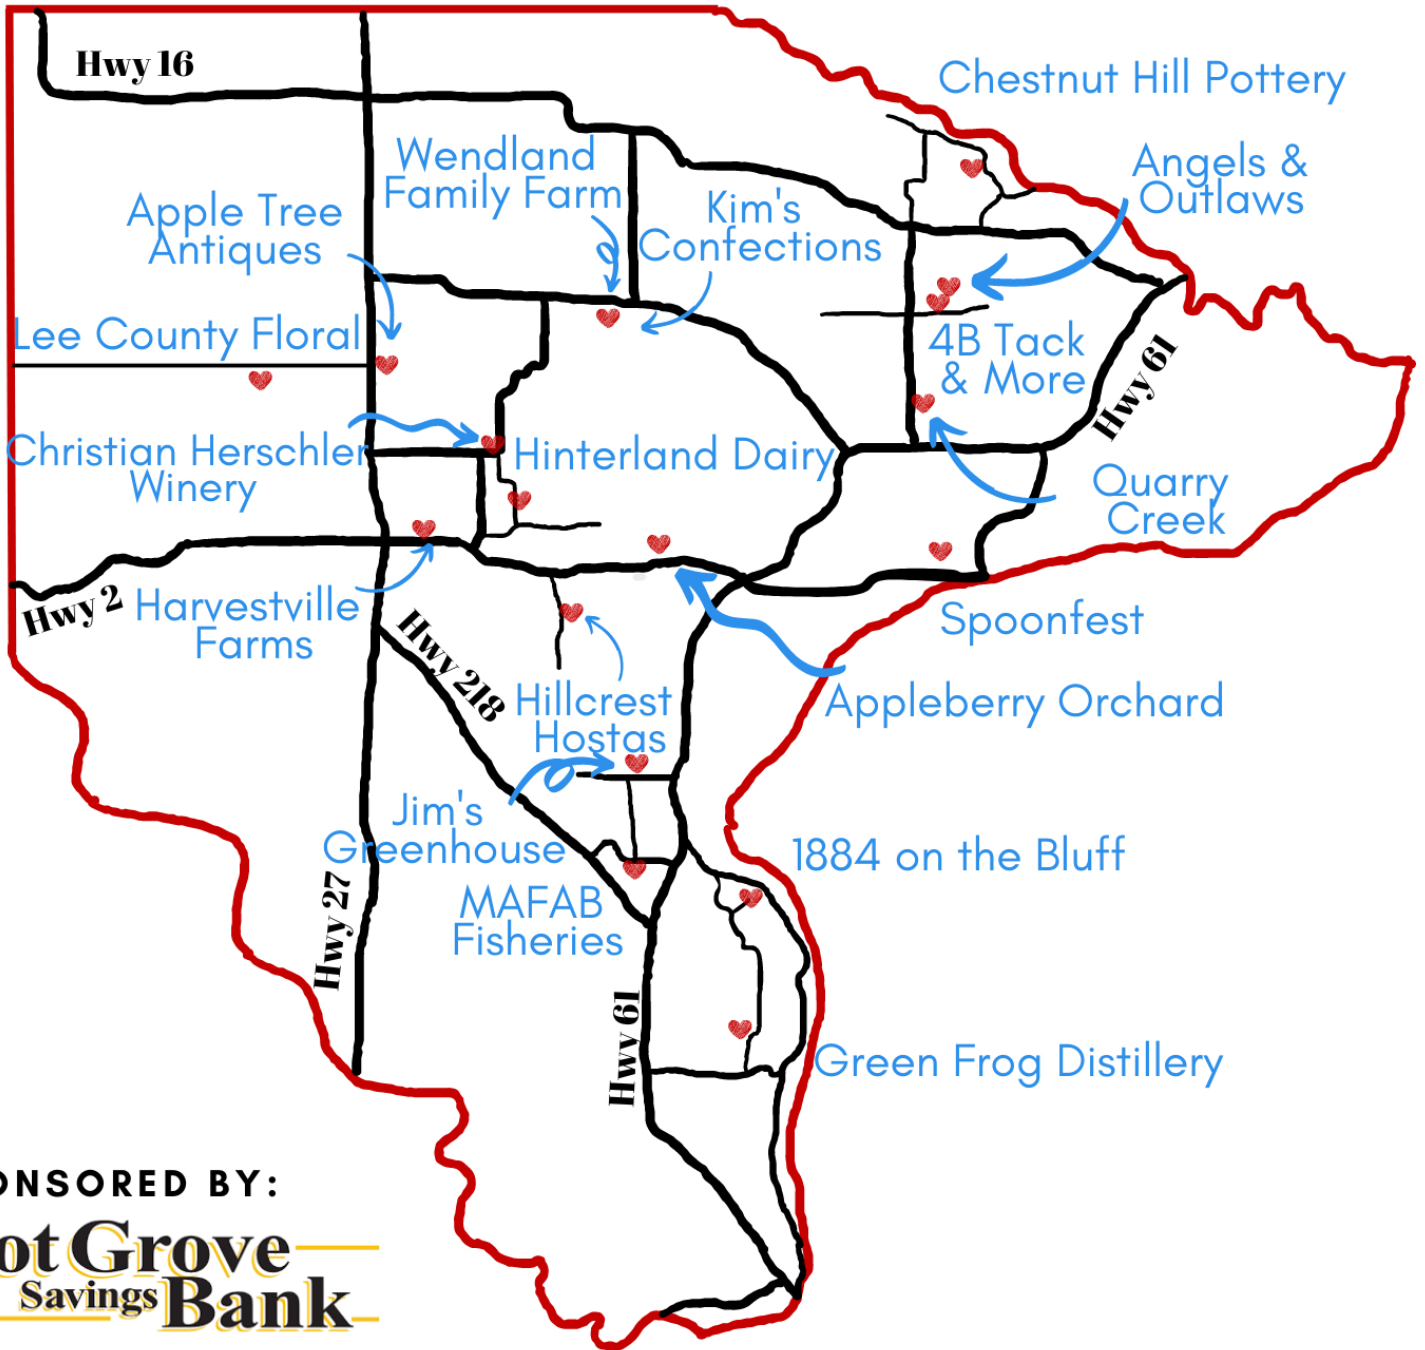 Hwy 16
Chestnut Hill Pottery
Wendland
Family Farm
Angels &
Outlaws
Apple Tree
Antiques
Kim's
Confections
Lee County Floral
4B Tack
& More
Hwy 61
Christian Herschler
Winery
Hinterland Dairy
Quarry
Creek
Hwy 2
Harvestville
Farms
Spoonfest
Hwy 218
Hillcrest
Hostas
Appleberry Orchard
Jim's
Greenhouse
1884 on the Bluff
MAFAB
Fisheries
Hwy 27
Hwy 61
Green Frog Distillery
ONSORED BY:
ot Grove
Savings Bank